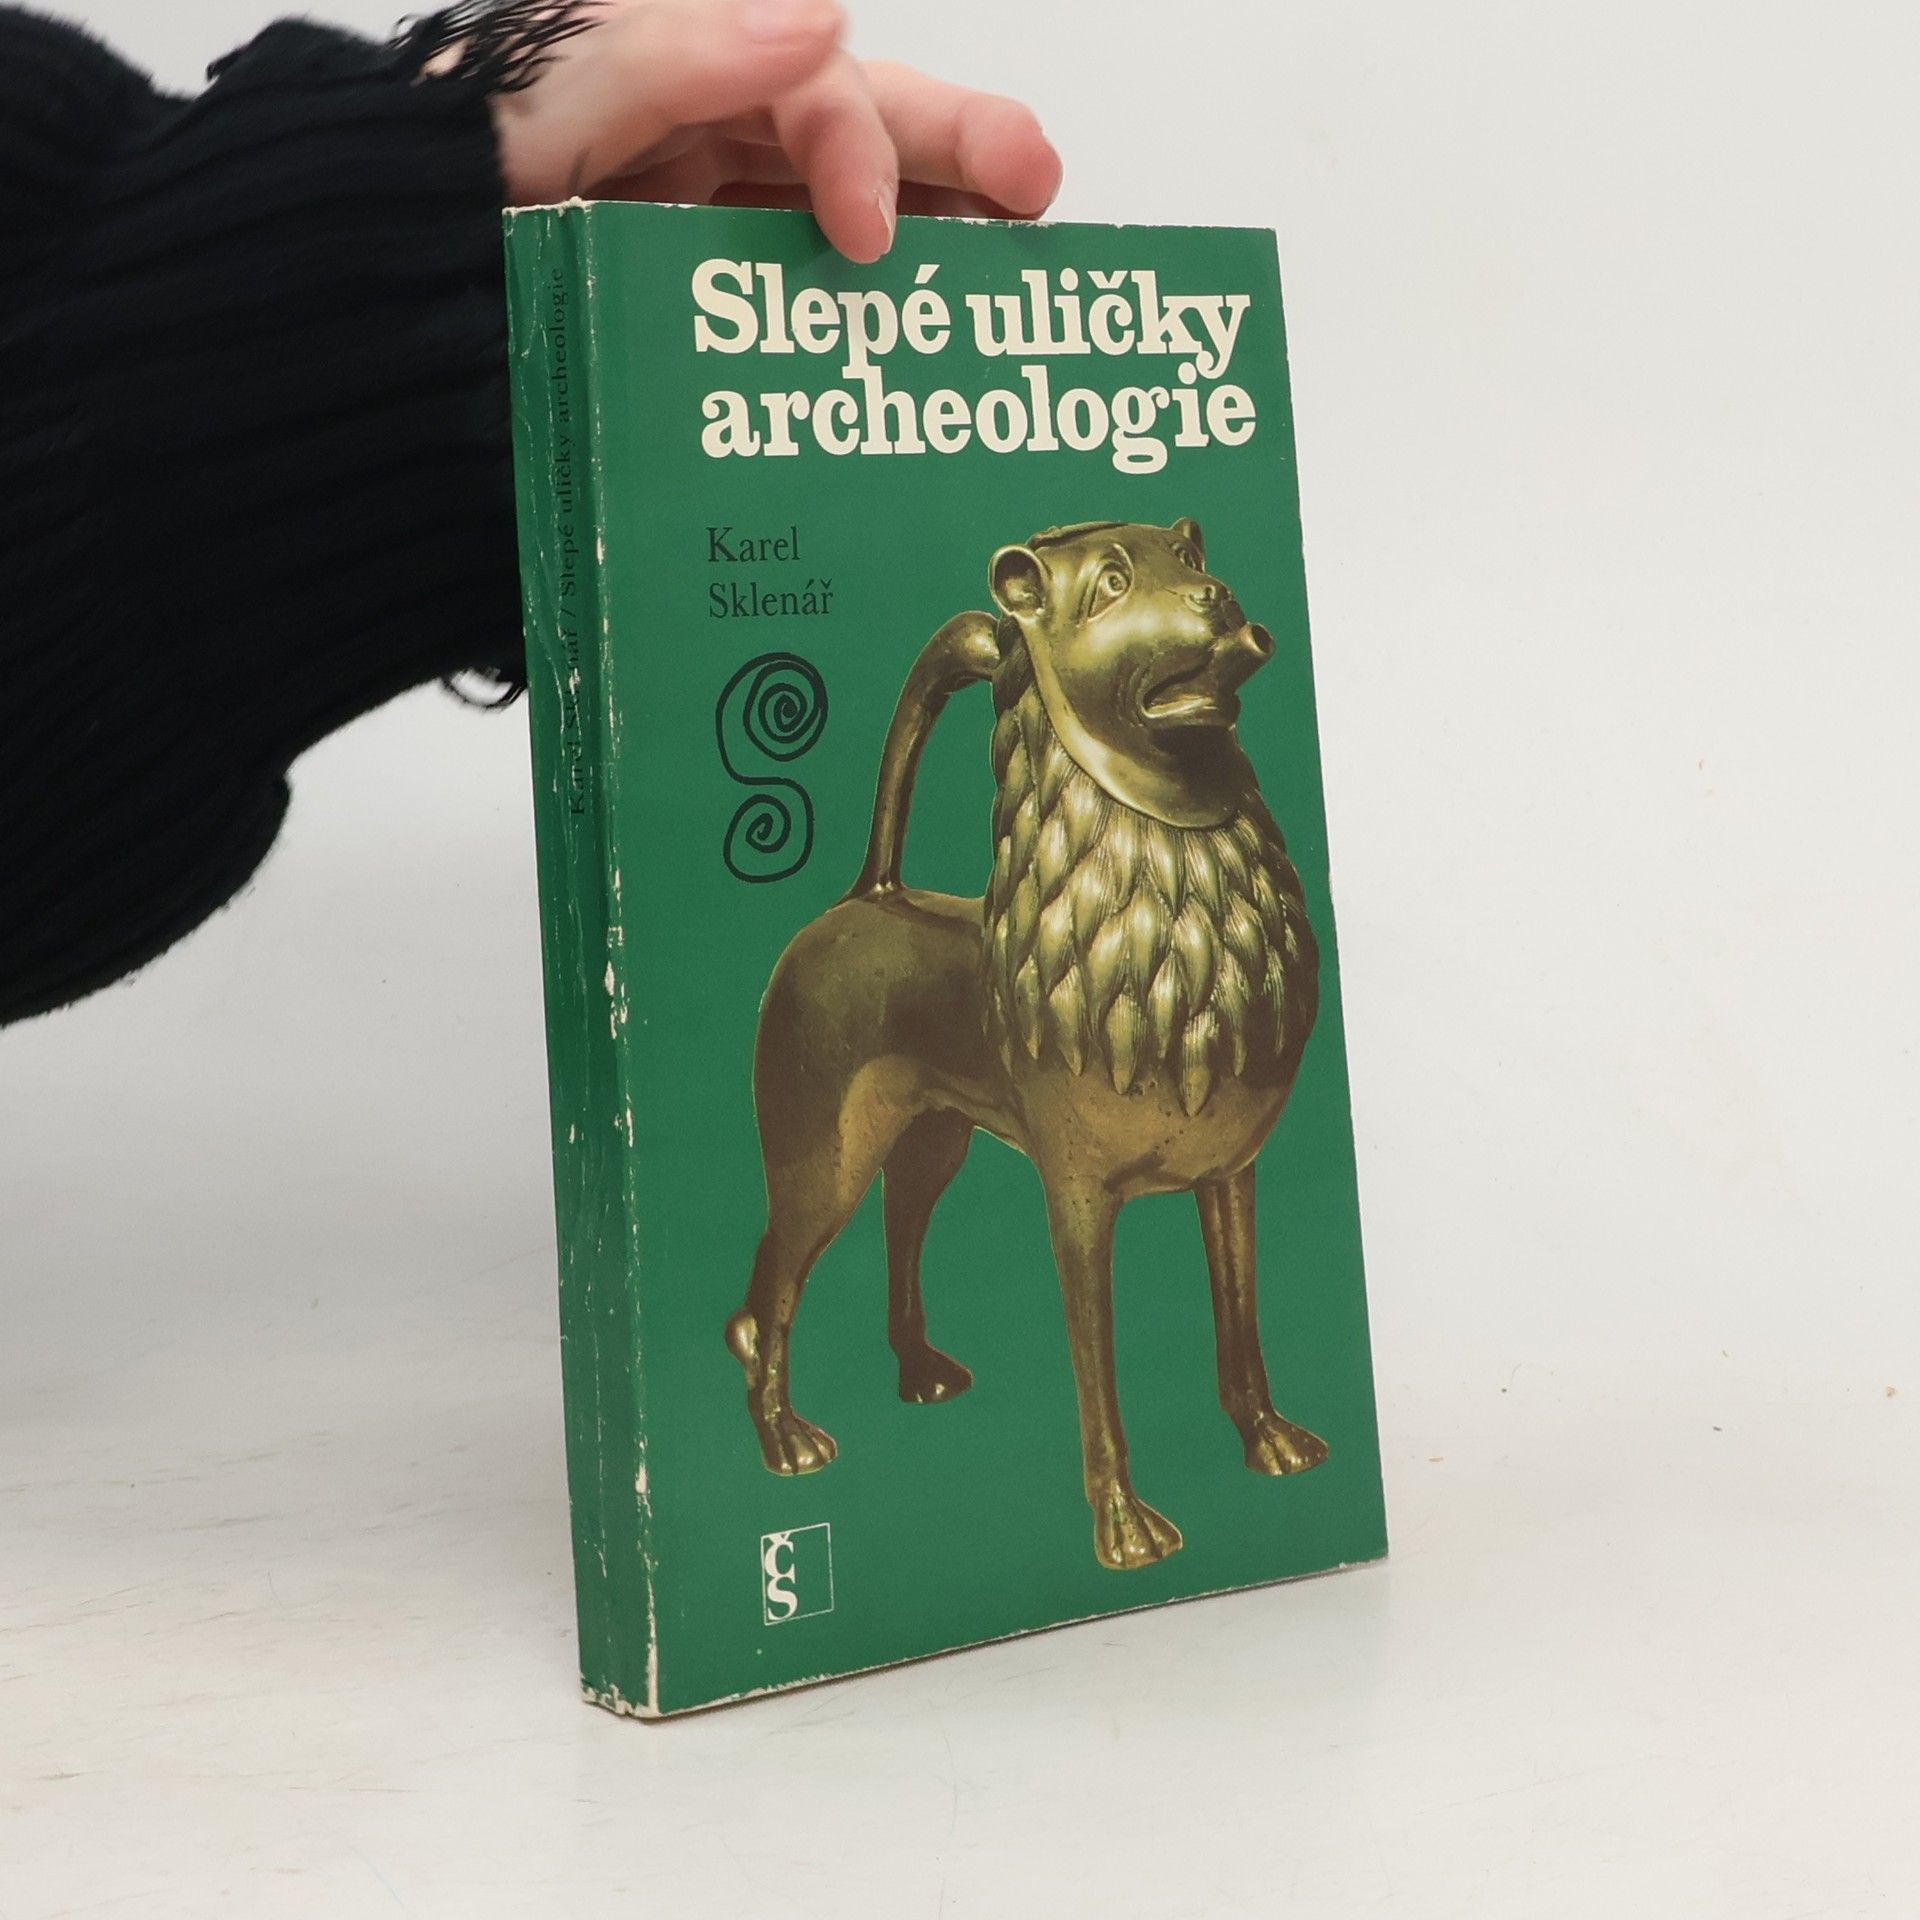 Slepé uličky
archeologie
Karel
Sklenář
ČS
Karel Sklenář / Slepé uličky archeologie